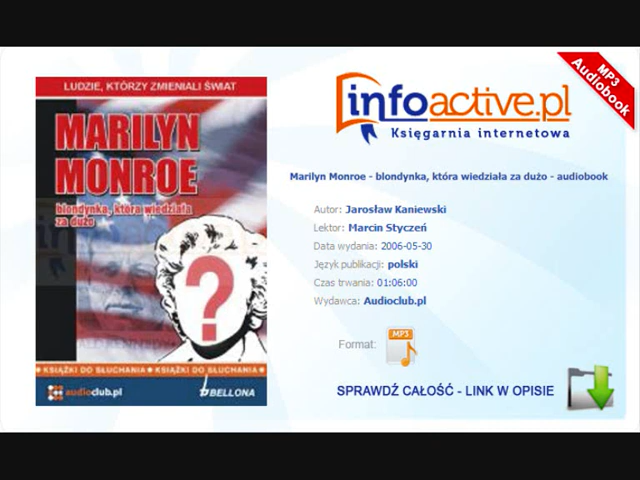 LUDZIE, KTÓRZY ZMIENIALI ŚWIAT
MARILYN
MONROE
blondynka, która wiedziała
za dużo
KSIĄŻKI DO SŁUCHANIA • KSIĄŻKI DO SŁUCHANIA
audioclub.pl
BELLONA
MP3
Audiobook
infoactive.pl
Księgarnia internetowa
Marilyn Monroe - blondynka, która wiedziała za dużo - audiobook
Autor: Jarosław Kaniewski
Lektor: Marcin Styczeń
Data wydania: 2006-05-30
Język publikacji: polski
Czas trwania: 01:06:00
Wydawca: Audioclub.pl
Format:
MP3
SPRAWDŹ CAŁOŚĆ - LINK W OPISIE